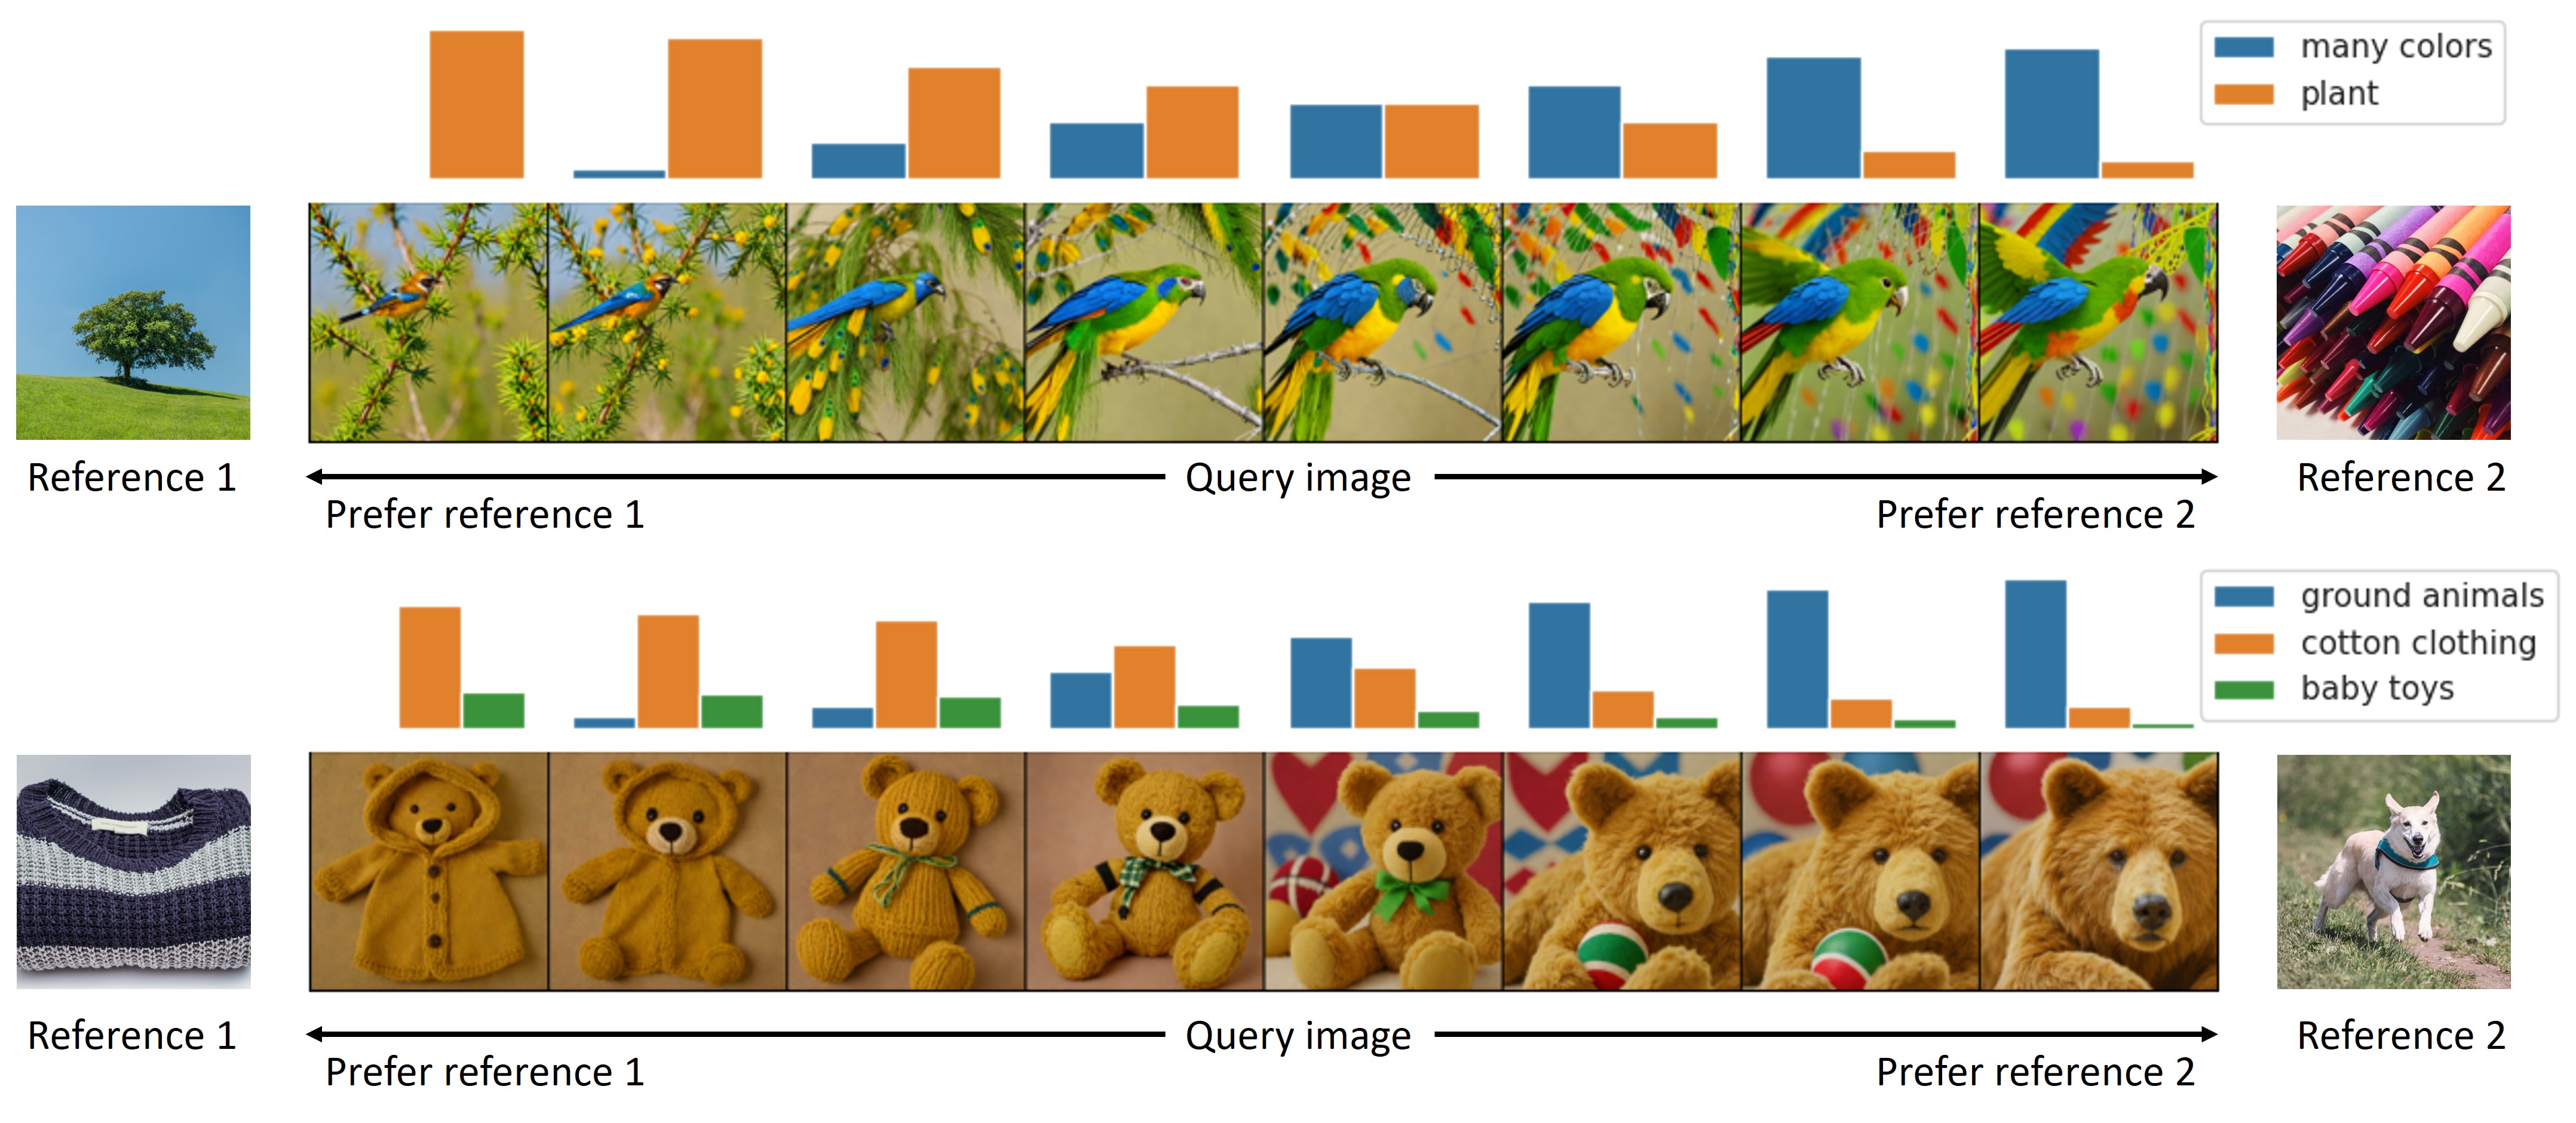 many colors
plant
Reference 1
Query image
Reference 2
Prefer reference 1
Prefer reference 2
ground animals
cotton clothing
baby toys
Reference 1
Query image
Reference 2
Prefer reference 1
Prefer reference 2